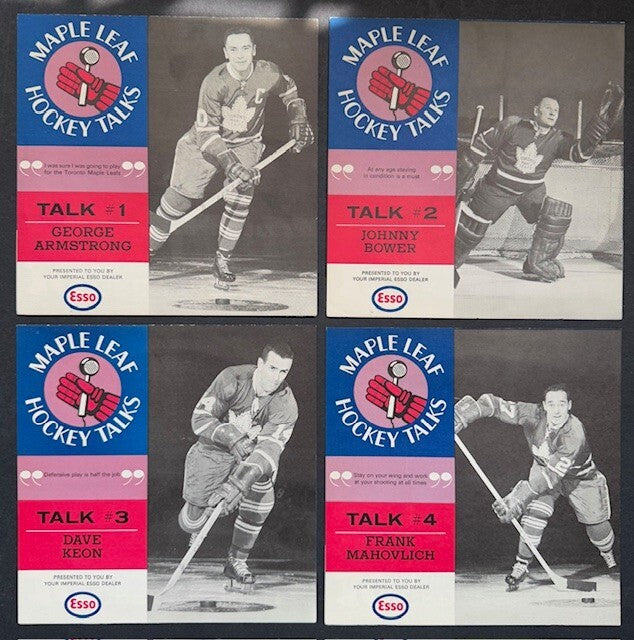 MAPLE LEAF
HOCKEY TALKS
I was sure I was going to play
for the Toronto Maple Leafs
TALK #1
GEORGE
ARMSTRONG
PRESENTED TO YOU BY
YOUR IMPERIAL ESSO DEALER
Esso
C
MAPLE LEAF
HOCKEY TALKS
At any age staying
in condition is a must
TALK #2
JOHNNY
BOWER
PRESENTED TO YOU BY
YOUR IMPERIAL ESSO DEALER
Esso
MAPLE LEAF
HOCKEY TALKS
Defensive play is half the job
TALK #3
DAVE
KEON
PRESENTED TO YOU BY
YOUR IMPERIAL ESSO DEALER
Esso
MAPLE LEAF
HOCKEY TALKS
Stay on your wing and work
at your shooting at all times
TALK #4
FRANK
MAHOVLICH
PRESENTED TO YOU BY
YOUR IMPERIAL ESSO DEALER
Esso